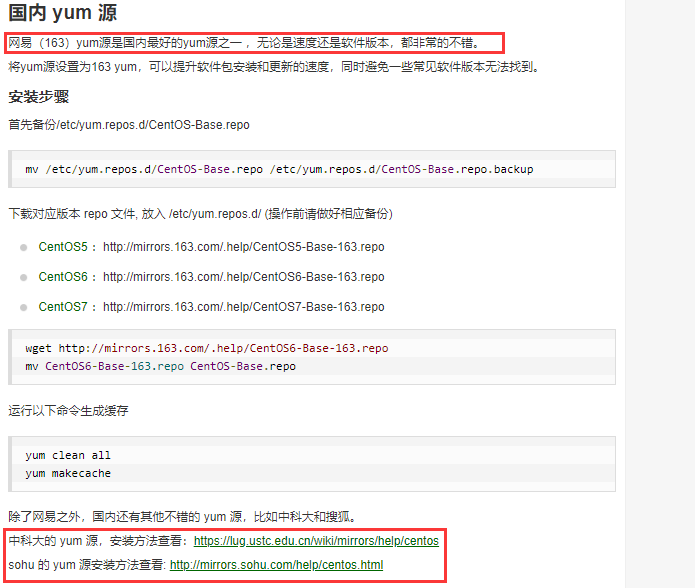 国内 yum 源
网易（163）yum源是国内最好的yum源之一 ，无论是速度还是软件版本，都非常的不错。
将yum源设置为163 yum，可以提升软件包安装和更新的速度，同时避免一些常见软件版本无法找到。
安装步骤
首先备份/etc/yum.repos.d/CentOS-Base.repo
mv /etc/yum.repos.d/CentOS-Base.repo /etc/yum.repos.d/CentOS-Base.repo.backup
下载对应版本 repo 文件, 放入 /etc/yum.repos.d/ (操作前请做好相应备份)
CentOS5 ：http://mirrors.163.com/.help/CentOS5-Base-163.repo
CentOS6 ：http://mirrors.163.com/.help/CentOS6-Base-163.repo
CentOS7 ：http://mirrors.163.com/.help/CentOS7-Base-163.repo
wget http://mirrors.163.com/.help/CentOS6-Base-163.repo
mv CentOS6-Base-163.repo CentOS-Base.repo
运行以下命令生成缓存
yum clean all
yum makecache
除了网易之外，国内还有其他不错的 yum 源，比如中科大和搜狐。
中科大的 yum 源，安装方法查看：https://lug.ustc.edu.cn/wiki/mirrors/help/centos
sohu 的 yum 源安装方法查看: http://mirrors.sohu.com/help/centos.html